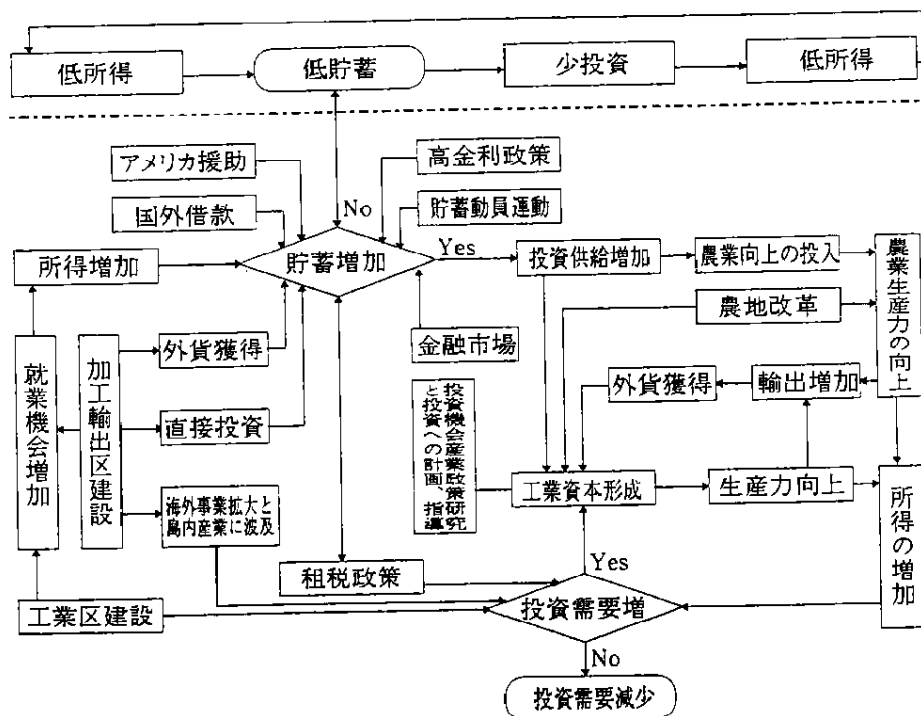 低所得
低貯蓄
少投資
低所得
アメリカ援助
高金利政策
国外借款
No
貯蓄動員運動
所得増加
貯蓄増加
Yes
投資供給増加
農業向上の投入
農業生産力の向上
農地改革
金融市場
外貨獲得
就業機会増加
加工輸出区建設
直接投資
投資機会産業政策研究
と投資への計画、指導
外貨獲得
輸出増加
海外事業拡大と
島内産業に波及
工業資本形成
生産力向上
所得の増加
租税政策
Yes
工業区建設
投資需要増
No
投資需要減少